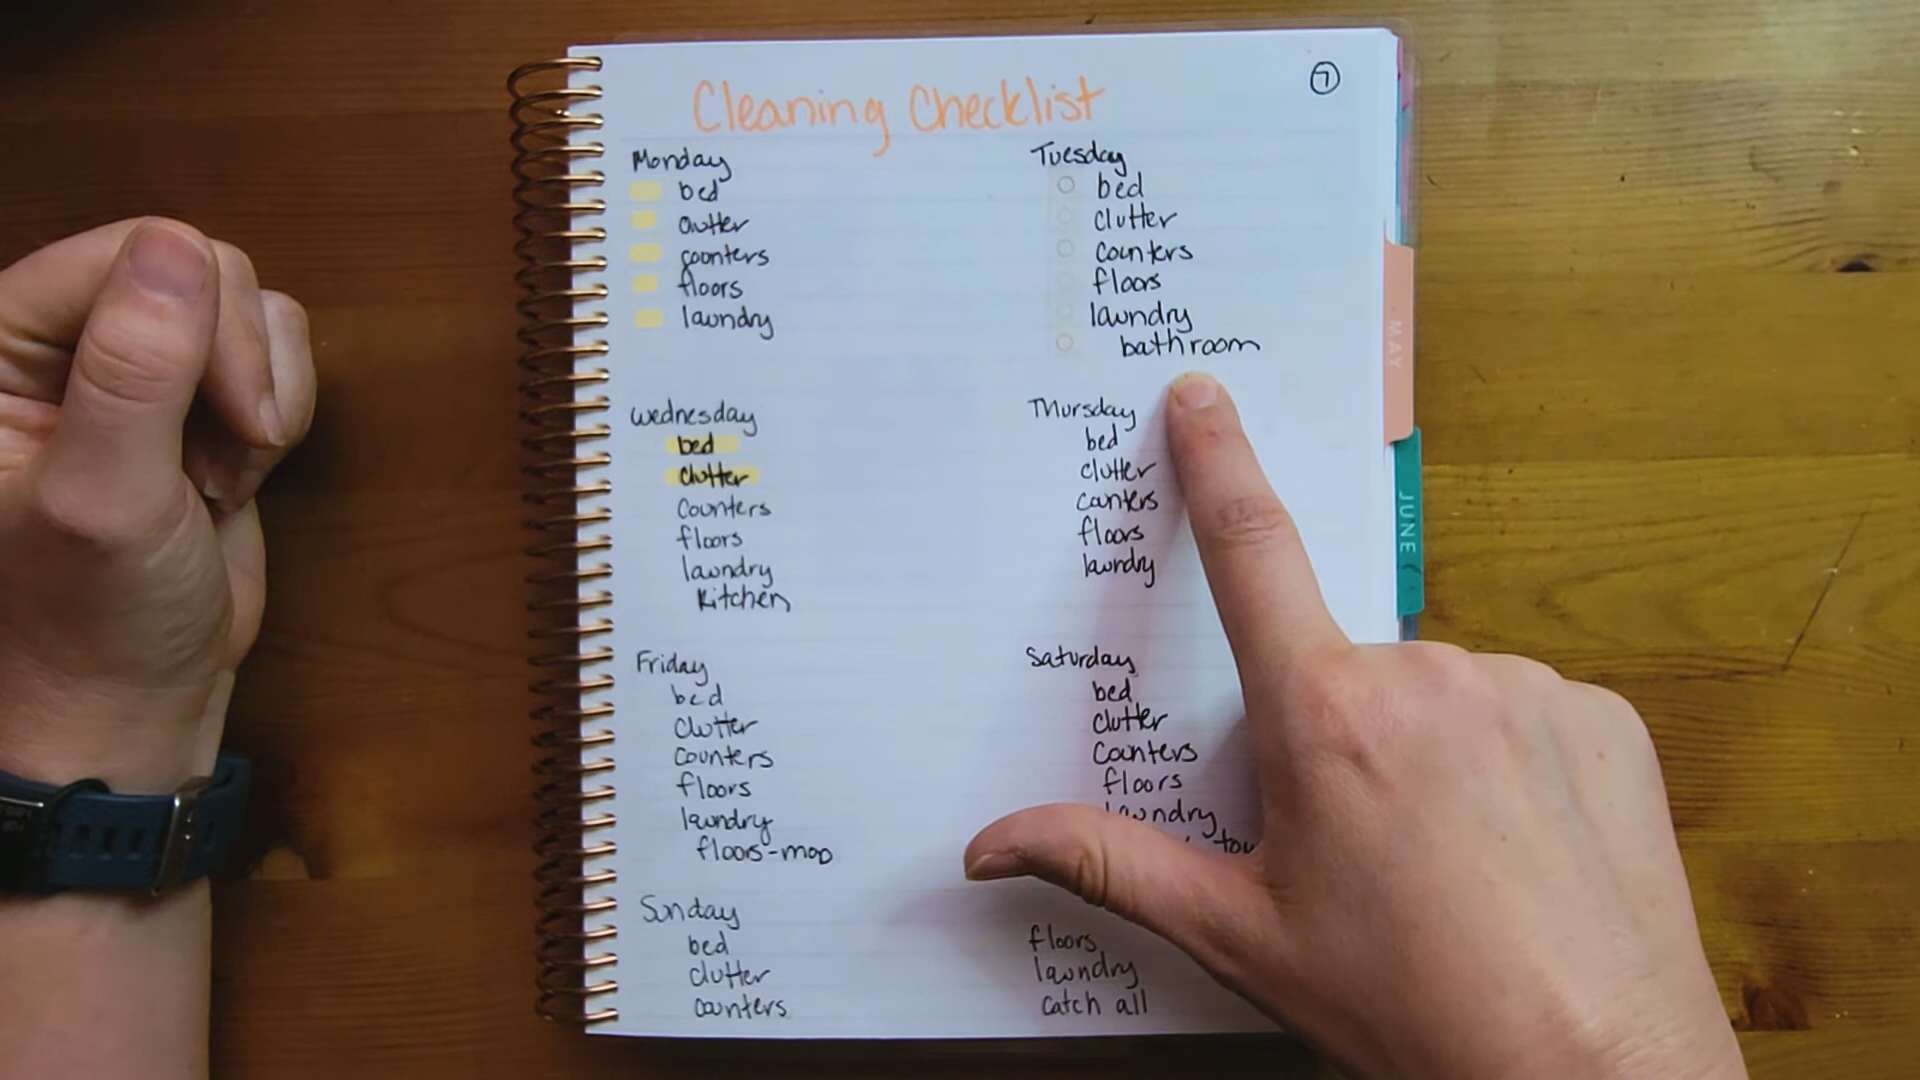 Cleaning Checklist
7
Monday
bed
clutter
counters
floors
laundry
Tuesday
bed
clutter
counters
floors
laundry
bathroom
Wednesday
bed
clutter
counters
floors
laundry
kitchen
Thursday
bed
clutter
counters
floors
laundry
Friday
bed
clutter
counters
floors
laundry
floors-mop
Saturday
bed
clutter
counters
floors
laundry
Sunday
bed
clutter
counters
floors
laundry
catch all
MAY
JUNE